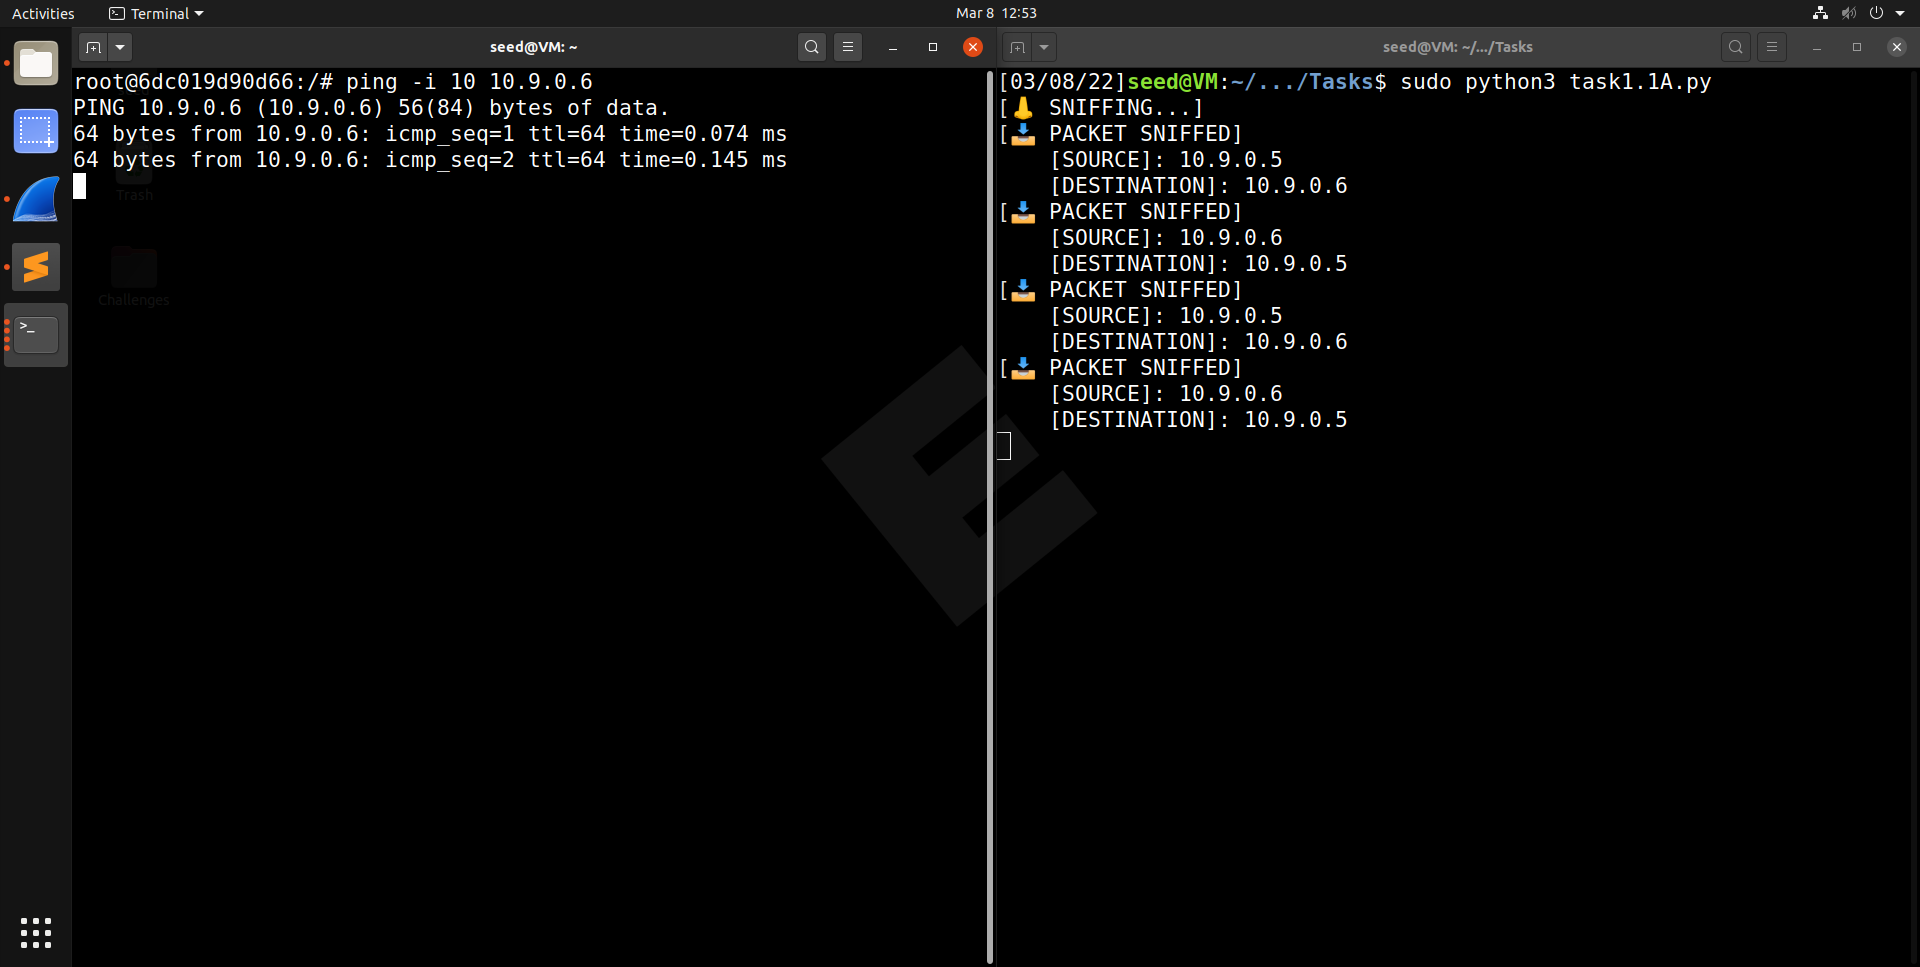 Activities
Terminal
Mar 8 12:53
seed@VM: ~
root@6dc019d90d66:/# ping -i 10 10.9.0.6
PING 10.9.0.6 (10.9.0.6) 56(84) bytes of data.
64 bytes from 10.9.0.6: icmp_seq=1 ttl=64 time=0.074 ms
64 bytes from 10.9.0.6: icmp_seq=2 ttl=64 time=0.145 ms
Trash
Challenges
seed@VM: ~/.../Tasks
[03/08/22]seed@VM:~/.../Tasks$ sudo python3 task1.1A.py
[👃 SNIFFING...]
[📥 PACKET SNIFFED]
[SOURCE]: 10.9.0.5
[DESTINATION]: 10.9.0.6
[📥 PACKET SNIFFED]
[SOURCE]: 10.9.0.6
[DESTINATION]: 10.9.0.5
[📥 PACKET SNIFFED]
[SOURCE]: 10.9.0.5
[DESTINATION]: 10.9.0.6
[📥 PACKET SNIFFED]
[SOURCE]: 10.9.0.6
[DESTINATION]: 10.9.0.5